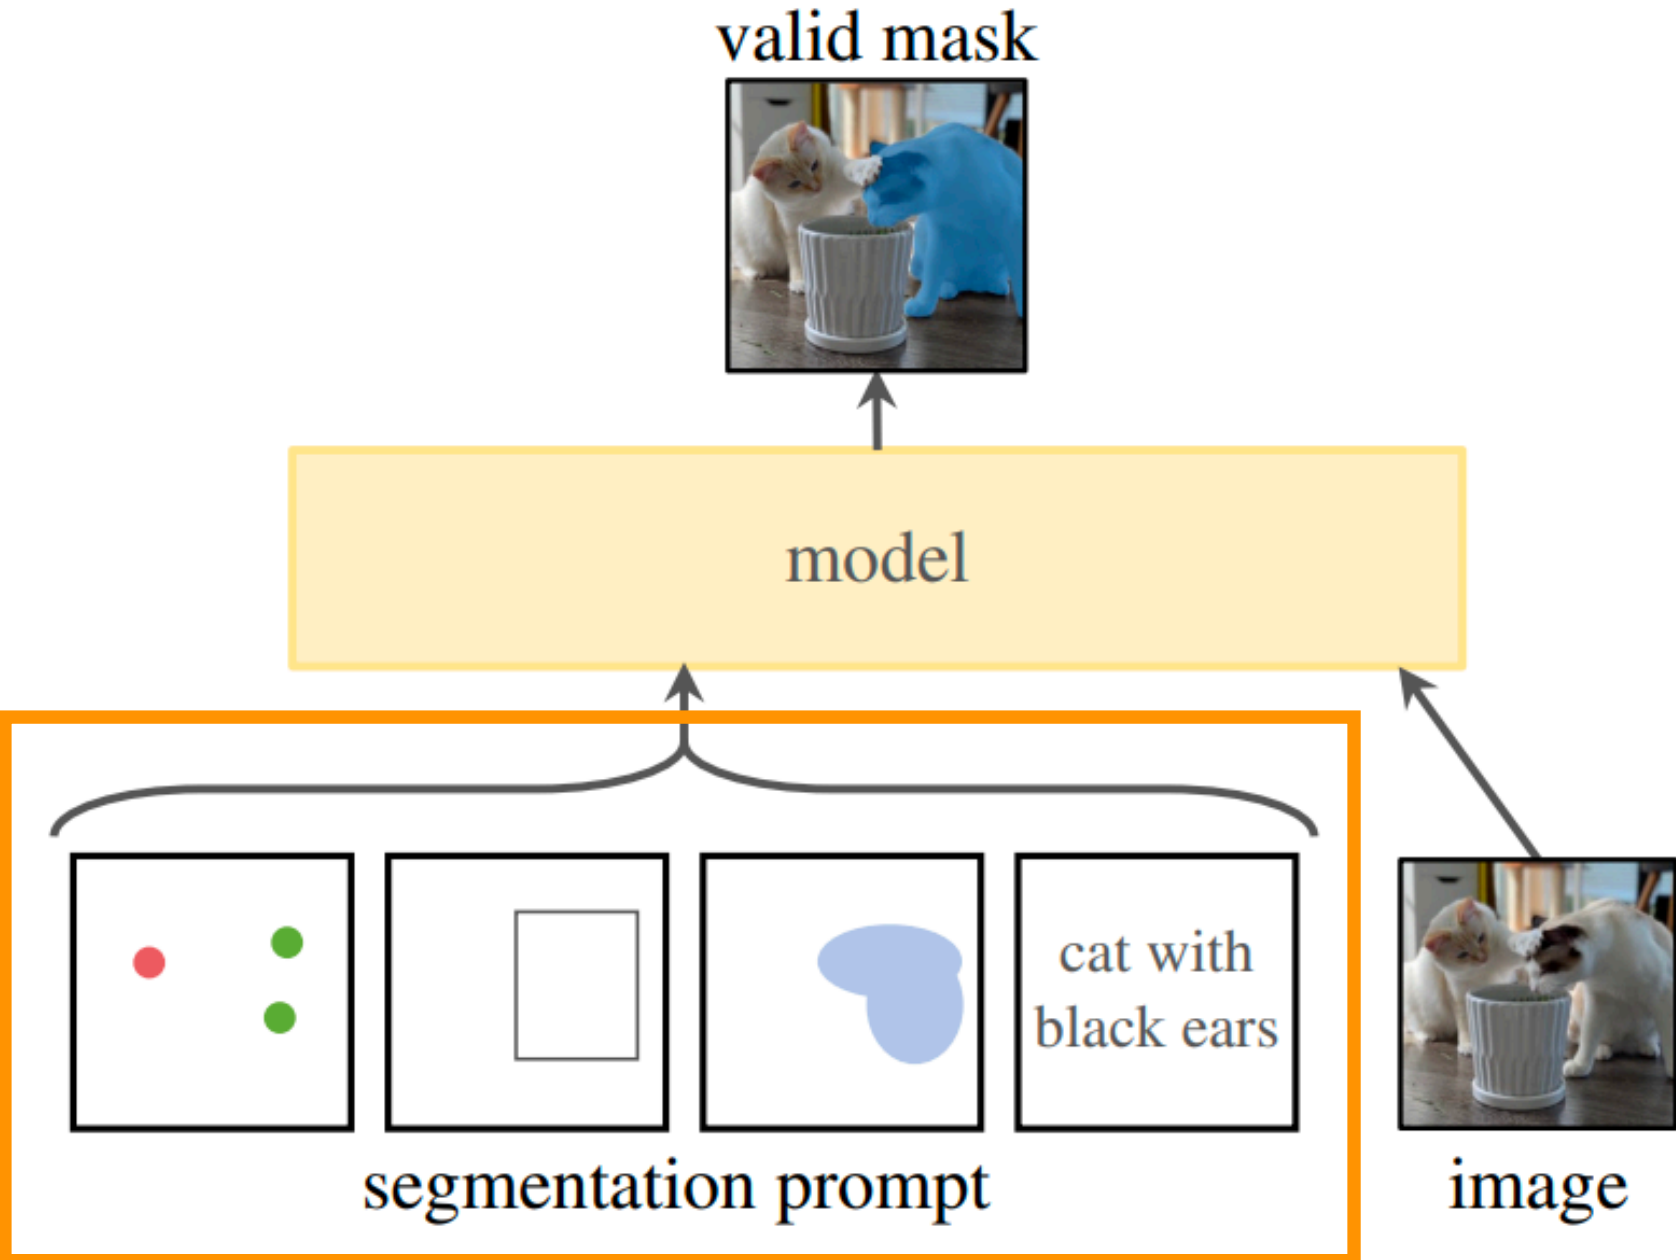 valid mask
model
cat with
black ears
segmentation prompt
image